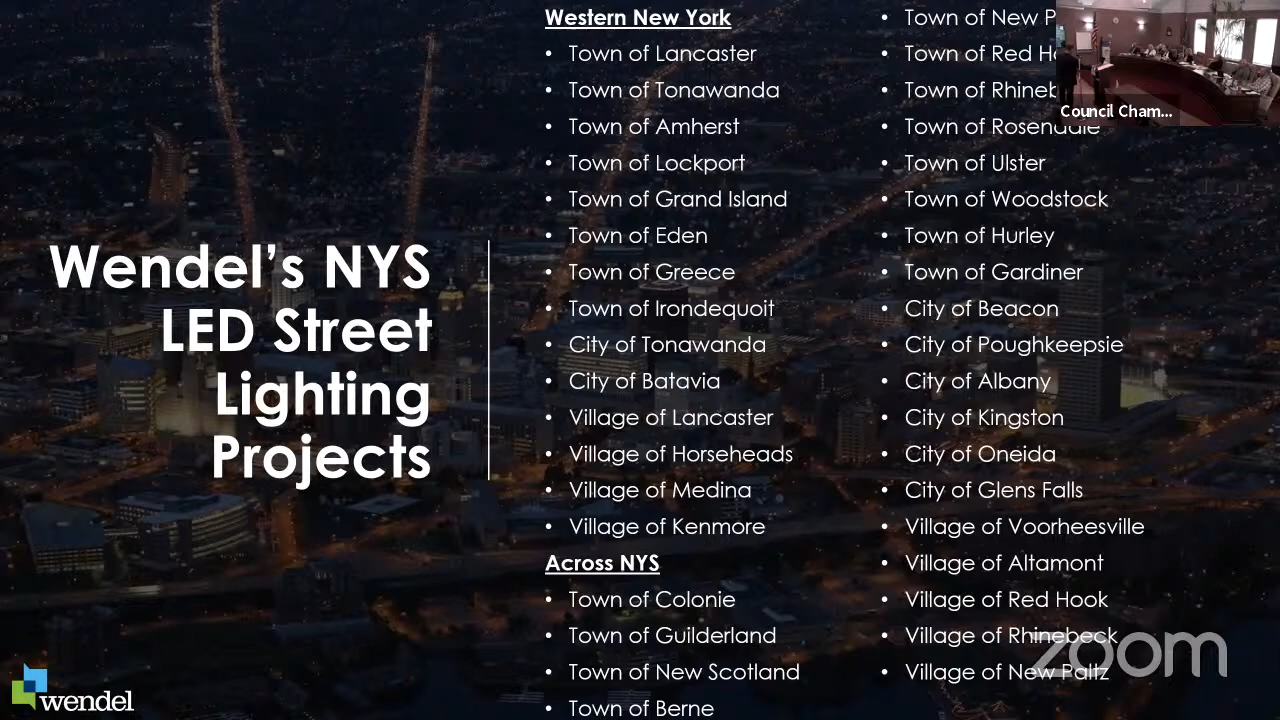 Wendel's NYS
LED Street
Lighting
Projects
Western New York
• Town of Lancaster
• Town of Tonawanda
• Town of Amherst
• Town of Lockport
• Town of Grand Island
• Town of Eden
• Town of Greece
• Town of Irondequoit
• City of Tonawanda
• City of Batavia
• Village of Lancaster
• Village of Horseheads
• Village of Medina
• Village of Kenmore
Across NYS
• Town of Colonie
• Town of Guilderland
• Town of New Scotland
• Town of Berne
• Town of New P
• Town of Red
• Town of
• Town of Rosendale
• Town of Ulster
• Town of Woodstock
• Town of Hurley
• Town of Gardiner
• City of Beacon
• City of Poughkeepsie
• City of Albany
• City of Kingston
• City of Oneida
• City of Glens Falls
• Village of Voorheesville
• Village of Altamont
• Village of Red Hook
• Village of Rhinebeck
• Village of New Paltz
Council Cham...
wendel
zoom